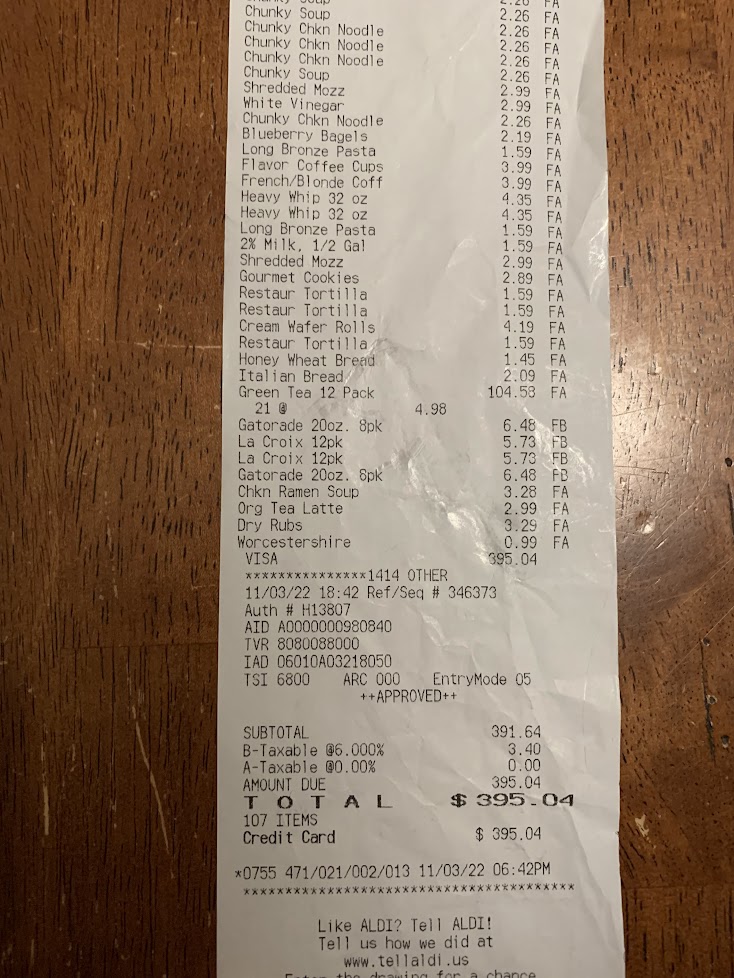 Chunky Soup 2.26 FA
Chunky Soup 2.26 FA
Chunky Chkn Noodle 2.26 FA
Chunky Chkn Noodle 2.26 FA
Chunky Chkn Noodle 2.26 FA
Chunky Soup 2.26 FA
Shredded Mozz 2.99 FA
White Vinegar 2.99 FA
Chunky Chkn Noodle 2.26 FA
Blueberry Bagels 2.19 FA
Long Bronze Pasta 1.59 FA
Flavor Coffee Cups 3.99 FA
French/Blonde Coff 3.99 FA
Heavy Whip 32 oz 4.35 FA
Heavy Whip 32 oz 4.35 FA
Long Bronze Pasta 1.59 FA
2% Milk, 1/2 Gal 1.59 FA
Shredded Mozz 2.99 FA
Gourmet Cookies 2.89 FA
Restaur Tortilla 1.59 FA
Restaur Tortilla 1.59 FA
Cream Wafer Rolls 4.19 FA
Restaur Tortilla 1.59 FA
Honey Wheat Bread 1.45 FA
Italian Bread 2.09 FA
Green Tea 12 Pack 104.58 FA
21 @ 4.98
Gatorade 20oz. 8pk 6.48 FB
La Croix 12pk 5.73 FB
La Croix 12pk 5.73 FB
Gatorade 20oz. 8pk 6.48 FB
Chkn Ramen Soup 3.28 FA
Org Tea Latte 2.99 FA
Dry Rubs 3.29 FA
Worcestershire 0.99 FA
VISA 395.04
***************1414 OTHER
11/03/22 18:42 Ref/Seq # 346373
Auth # H13807
AID A0000000980840
TVR 8080088000
IAD 06010A03218050
TSI 6800 ARC 000 EntryMode 05
++APPROVED++
SUBTOTAL 391.64
B-Taxable @6.000% 3.40
A-Taxable @0.00% 0.00
AMOUNT DUE 395.04
T O T A L $ 395.04
107 ITEMS
Credit Card $ 395.04
*0755 471/021/002/013 11/03/22 06:42PM
****************************************
Like ALDI? Tell ALDI!
Tell us how we did at
www.tellaldi.us
Enter the drawing for a chance